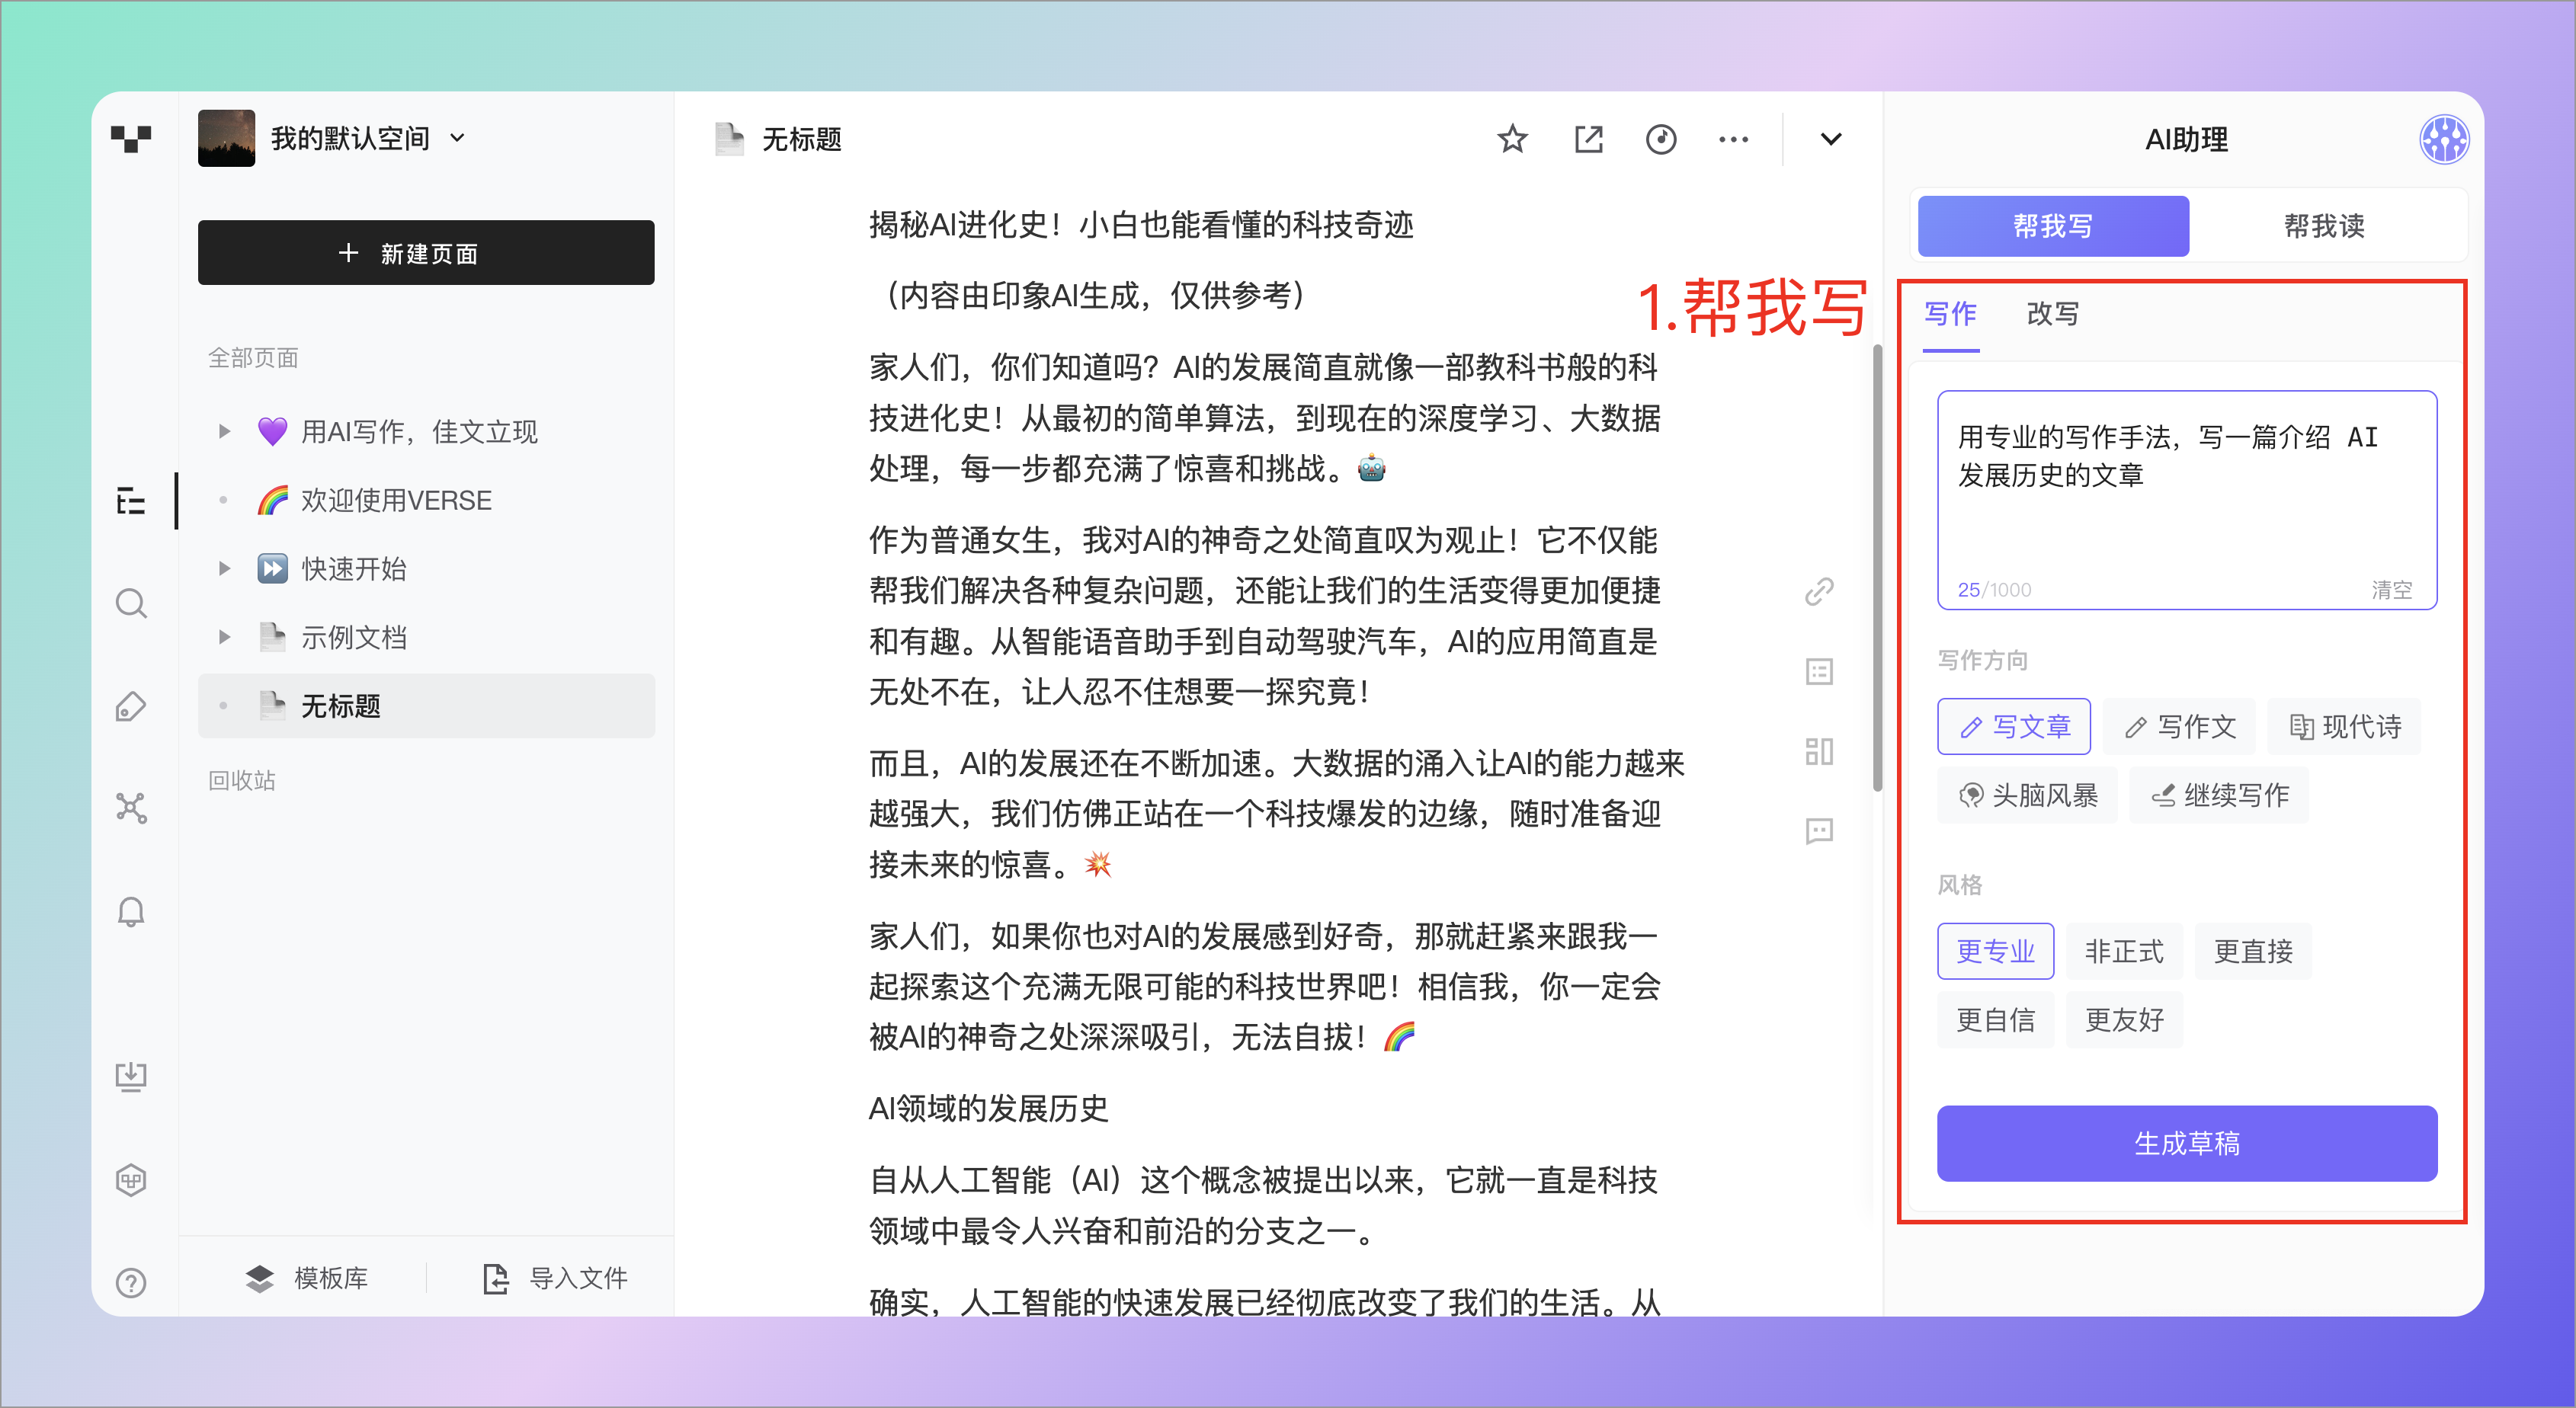 我的默认空间
+ 新建页面
全部页面
用AI写作，佳文立现
欢迎使用VERSE
快速开始
示例文档
无标题
回收站
模板库
导入文件
无标题
揭秘AI进化史！小白也能看懂的科技奇迹
（内容由印象AI生成，仅供参考）
家人们，你们知道吗？AI的发展简直就像一部教科书般的科
技进化史！从最初的简单算法，到现在的深度学习、大数据
处理，每一步都充满了惊喜和挑战。🤖
作为普通女生，我对AI的神奇之处简直叹为观止！它不仅能
帮我们解决各种复杂问题，还能让我们的生活变得更加便捷
和有趣。从智能语音助手到自动驾驶汽车，AI的应用简直是
无处不在，让人忍不住想要一探究竟！
而且，AI的发展还在不断加速。大数据的涌入让AI的能力越来
越强大，我们仿佛正站在一个科技爆发的边缘，随时准备迎
接未来的惊喜。💥
家人们，如果你也对AI的发展感到好奇，那就赶紧来跟我一
起探索这个充满无限可能的科技世界吧！相信我，你一定会
被AI的神奇之处深深吸引，无法自拔！🌈
AI领域的发展历史
自从人工智能（AI）这个概念被提出以来，它就一直是科技
领域中最令人兴奋和前沿的分支之一。
确实，人工智能的快速发展已经彻底改变了我们的生活。从
1.帮我写
AI助理
帮我写
帮我读
写作
改写
用专业的写作手法，写一篇介绍 AI
发展历史的文章
25/1000
清空
写作方向
写文章
写作文
现代诗
头脑风暴
继续写作
风格
更专业
非正式
更直接
更自信
更友好
生成草稿